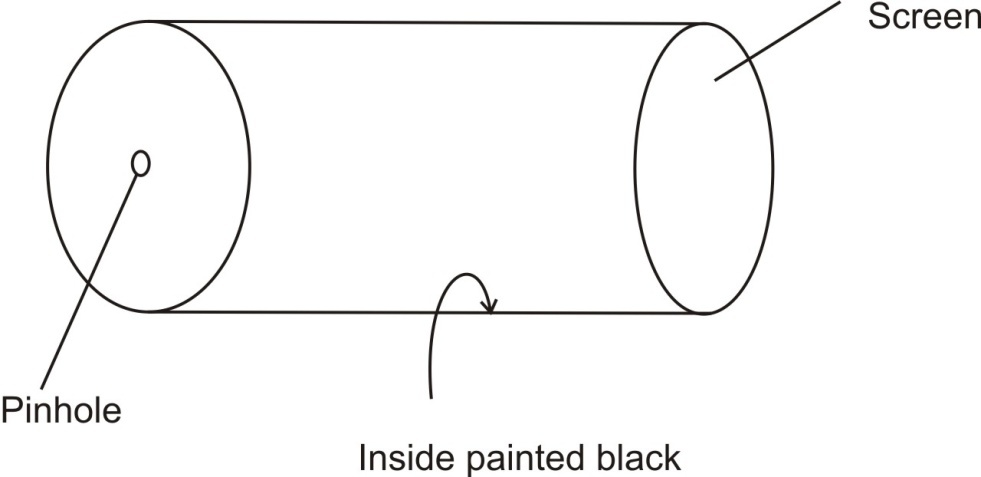 Screen
Pinhole
Inside painted black